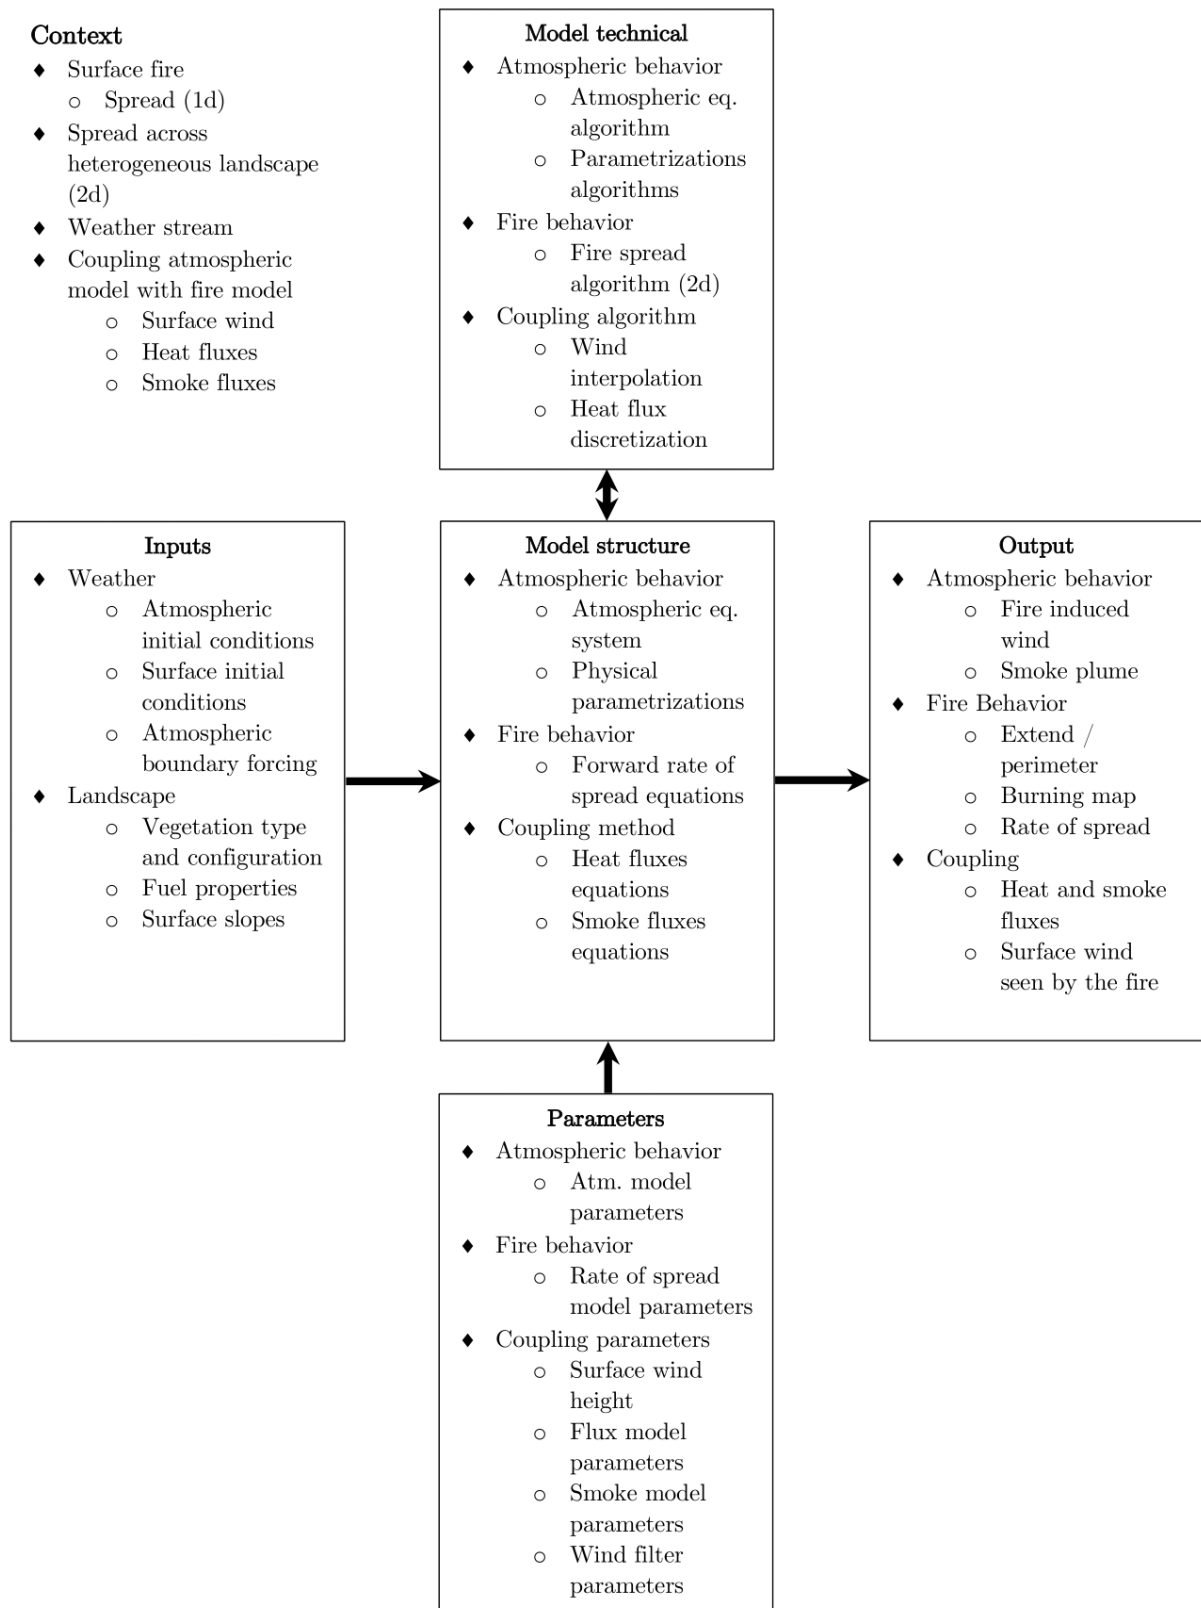 Context
♦ Surface fire
○ Spread (1d)
♦ Spread across
heterogeneous landscape
(2d)
♦ Weather stream
♦ Coupling atmospheric
model with fire model
○ Surface wind
○ Heat fluxes
○ Smoke fluxes
Model technical
♦ Atmospheric behavior
○ Atmospheric eq.
algorithm
○ Parametrizations
algorithms
♦ Fire behavior
○ Fire spread
algorithm (2d)
♦ Coupling algorithm
○ Wind
interpolation
○ Heat flux
discretization
Inputs
♦ Weather
○ Atmospheric
initial conditions
○ Surface initial
conditions
○ Atmospheric
boundary forcing
♦ Landscape
○ Vegetation type
and configuration
○ Fuel properties
○ Surface slopes
Model structure
♦ Atmospheric behavior
○ Atmospheric eq.
system
○ Physical
parametrizations
♦ Fire behavior
○ Forward rate of
spread equations
♦ Coupling method
○ Heat fluxes
equations
○ Smoke fluxes
equations
Output
♦ Atmospheric behavior
○ Fire induced
wind
○ Smoke plume
♦ Fire Behavior
○ Extend /
perimeter
○ Burning map
○ Rate of spread
♦ Coupling
○ Heat and smoke
fluxes
○ Surface wind
seen by the fire
Parameters
♦ Atmospheric behavior
○ Atm. model
parameters
♦ Fire behavior
○ Rate of spread
model parameters
♦ Coupling parameters
○ Surface wind
height
○ Flux model
parameters
○ Smoke model
parameters
○ Wind filter
parameters